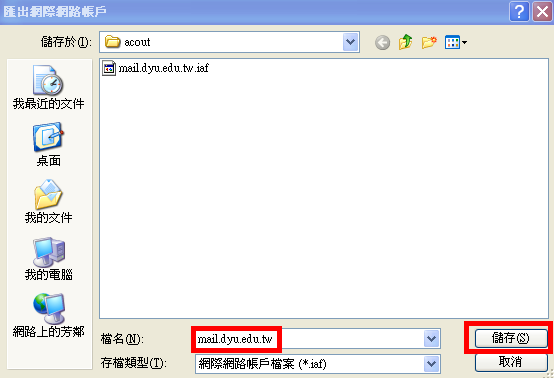 匯出網際網路帳戶
儲存於(I): acout
mail.dyu.edu.tw.iaf
我最近的文件
桌面
我的文件
我的電腦
網路上的芳鄰
檔名(N): mail.dyu.edu.tw 儲存(S)
存檔類型(T): 網際網路帳戶檔案 (*.iaf) 取消